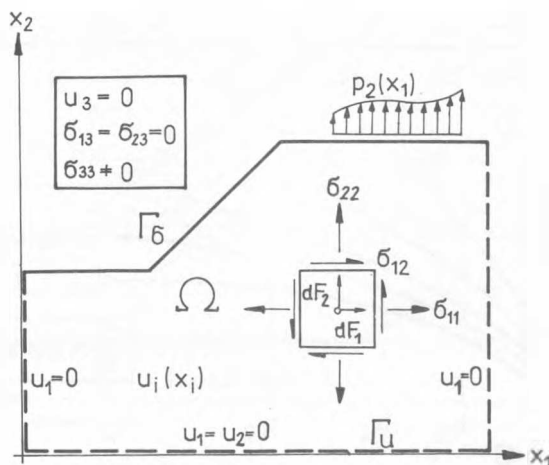 x₂
u₃ = 0
б₁₃ = б₂₃=0
б₃₃ ≠ 0
p₂(x₁)
Γб
б₂₂
б₁₂
dF₂
dF₁
б₁₁
Ω
u₁=0
uᵢ(xᵢ)
u₁=0
u₁= u₂=0
Γu
x₁